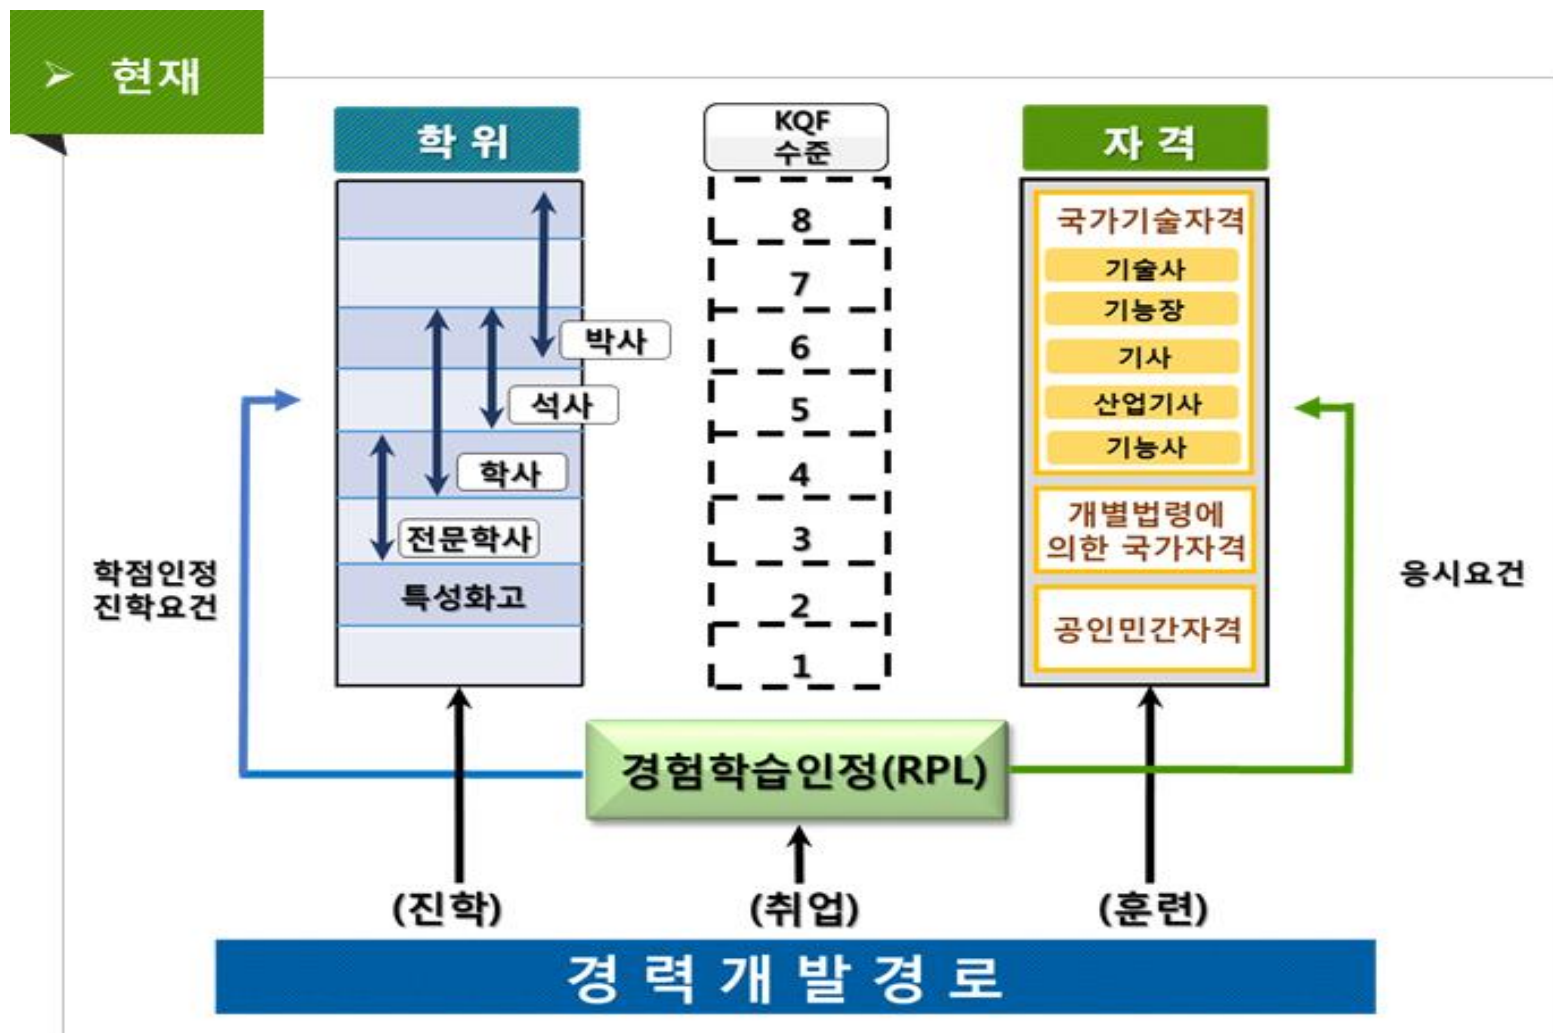 ➢ 현재
학 위
KQF
수준
자 격
8
7
6
5
4
3
2
1
박사
석사
학사
전문학사
특성화고
국가기술자격
기술사
기능장
기사
산업기사
기능사
개별법령에
의한 국가자격
공인민간자격
학점인정
진학요건
응시요건
경험학습인정(RPL)
(진학)
(취업)
(훈련)
경 력 개 발 경 로